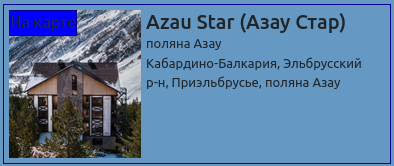 На карте
Azau Star (Азау Стар)
поляна Азау
Кабардино-Балкария, Эльбрусский
р-н, Приэльбрусье, поляна Азау